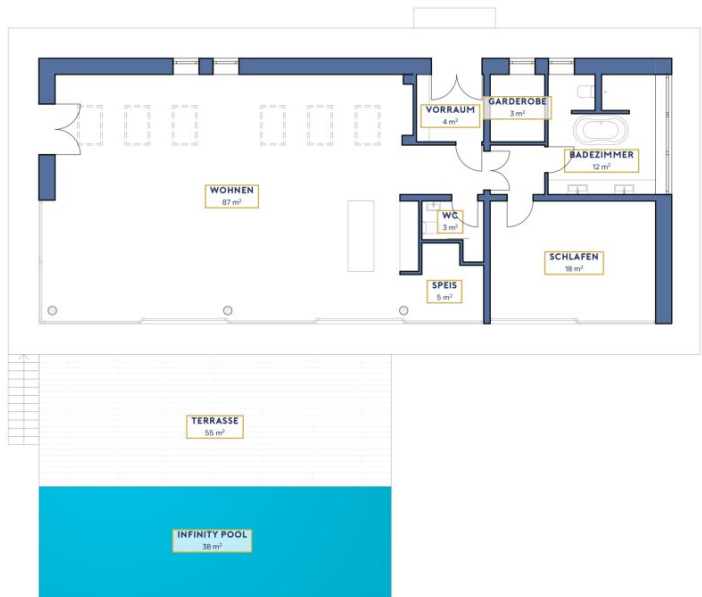 VORRAUM
4 m²
GARDEROBE
3 m²
BADEZIMMER
12 m²
WOHNEN
87 m²
WC
3 m²
SCHLAFEN
18 m²
SPEIS
5 m²
TERRASSE
55 m²
INFINITY POOL
38 m²